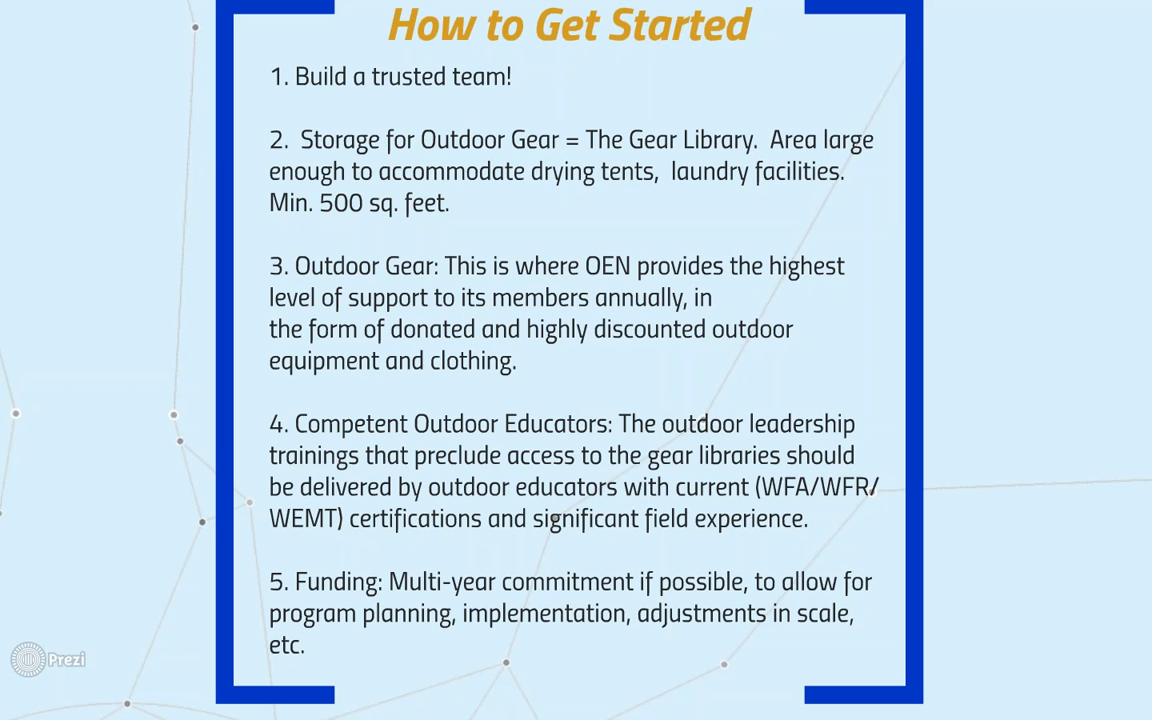 How to Get Started
1. Build a trusted team!
2.  Storage for Outdoor Gear = The Gear Library.  Area large
enough to accommodate drying tents,  laundry facilities.
Min. 500 sq. feet.
3. Outdoor Gear: This is where OEN provides the highest
level of support to its members annually, in
the form of donated and highly discounted outdoor
equipment and clothing.
4. Competent Outdoor Educators: The outdoor leadership
trainings that preclude access to the gear libraries should
be delivered by outdoor educators with current (WFA/WFR/
WEMT) certifications and significant field experience.
5. Funding: Multi-year commitment if possible, to allow for
program planning, implementation, adjustments in scale,
etc.
Prezi